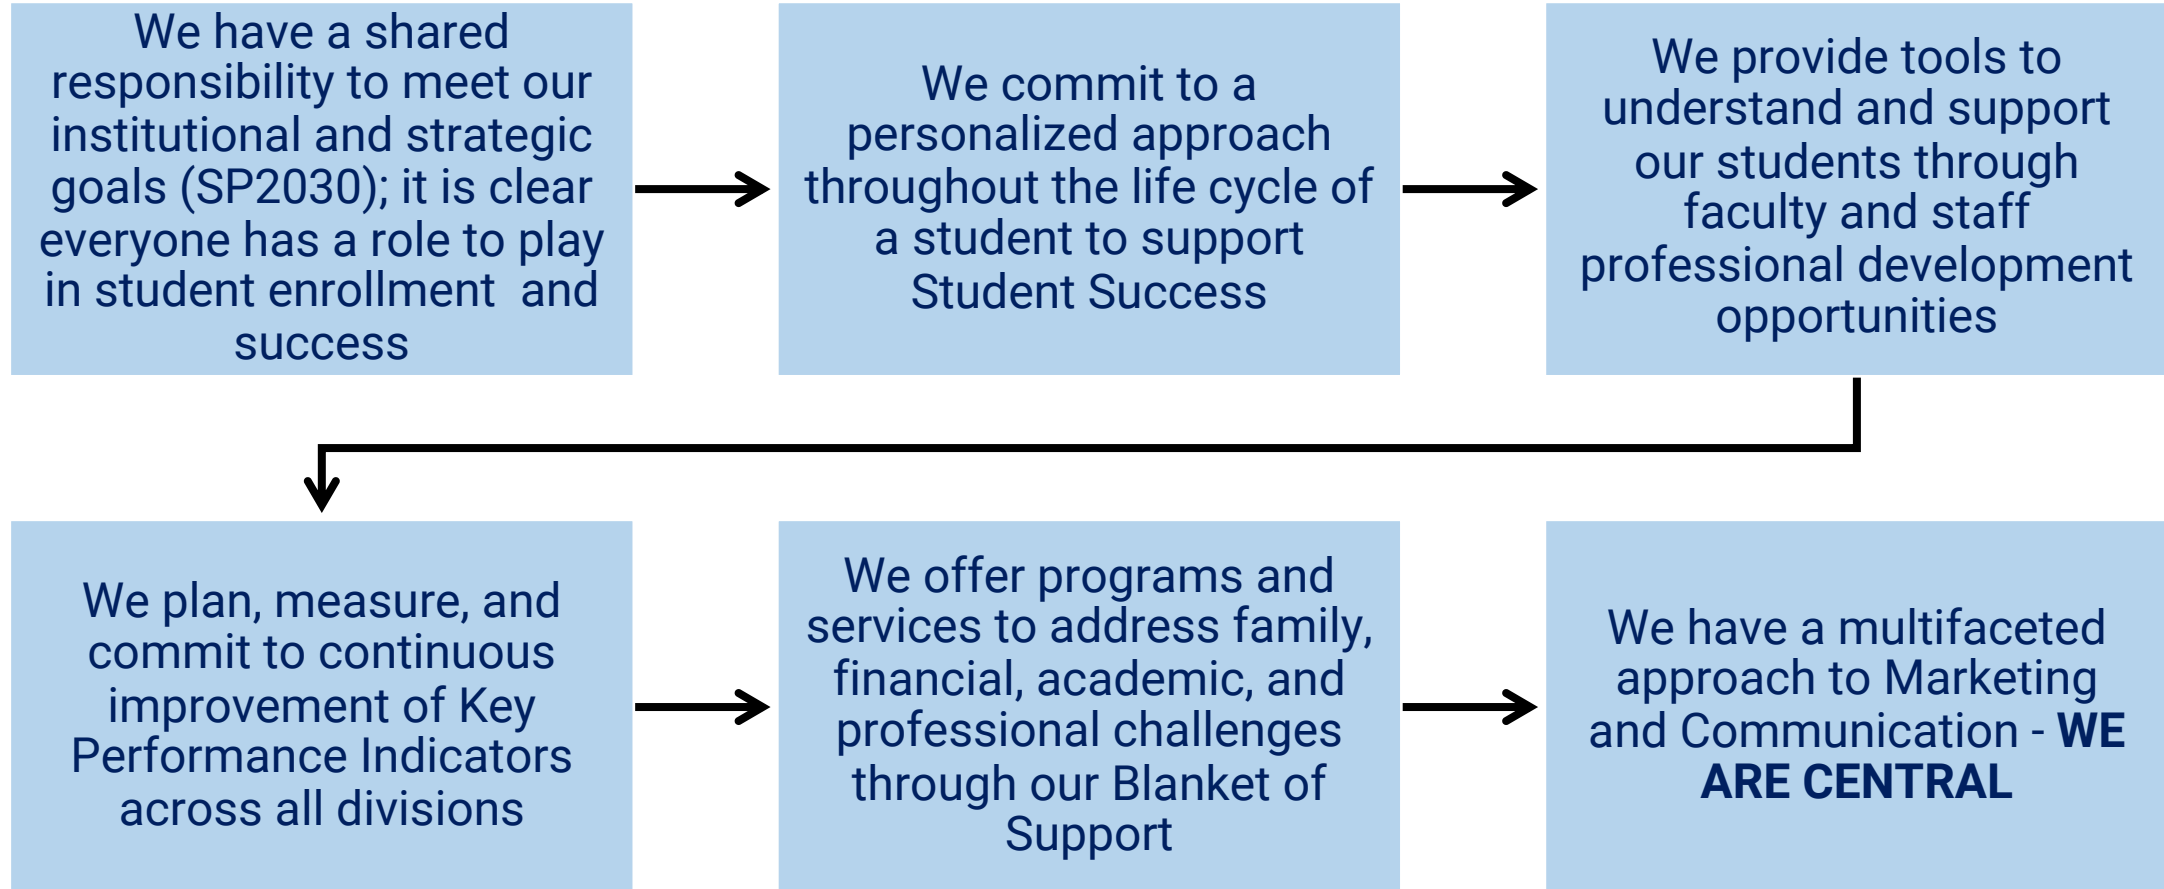 We have a shared
responsibility to meet our
institutional and strategic
goals (SP2030); it is clear
everyone has a role to play
in student enrollment  and
success
We commit to a
personalized approach
throughout the life cycle of
a student to support
Student Success
We provide tools to
understand and support
our students through
faculty and staff
professional development
opportunities
We plan, measure, and
commit to continuous
improvement of Key
Performance Indicators
across all divisions
We offer programs and
services to address family,
financial, academic, and
professional challenges
through our Blanket of
Support
We have a multifaceted
approach to Marketing
and Communication - WE
ARE CENTRAL